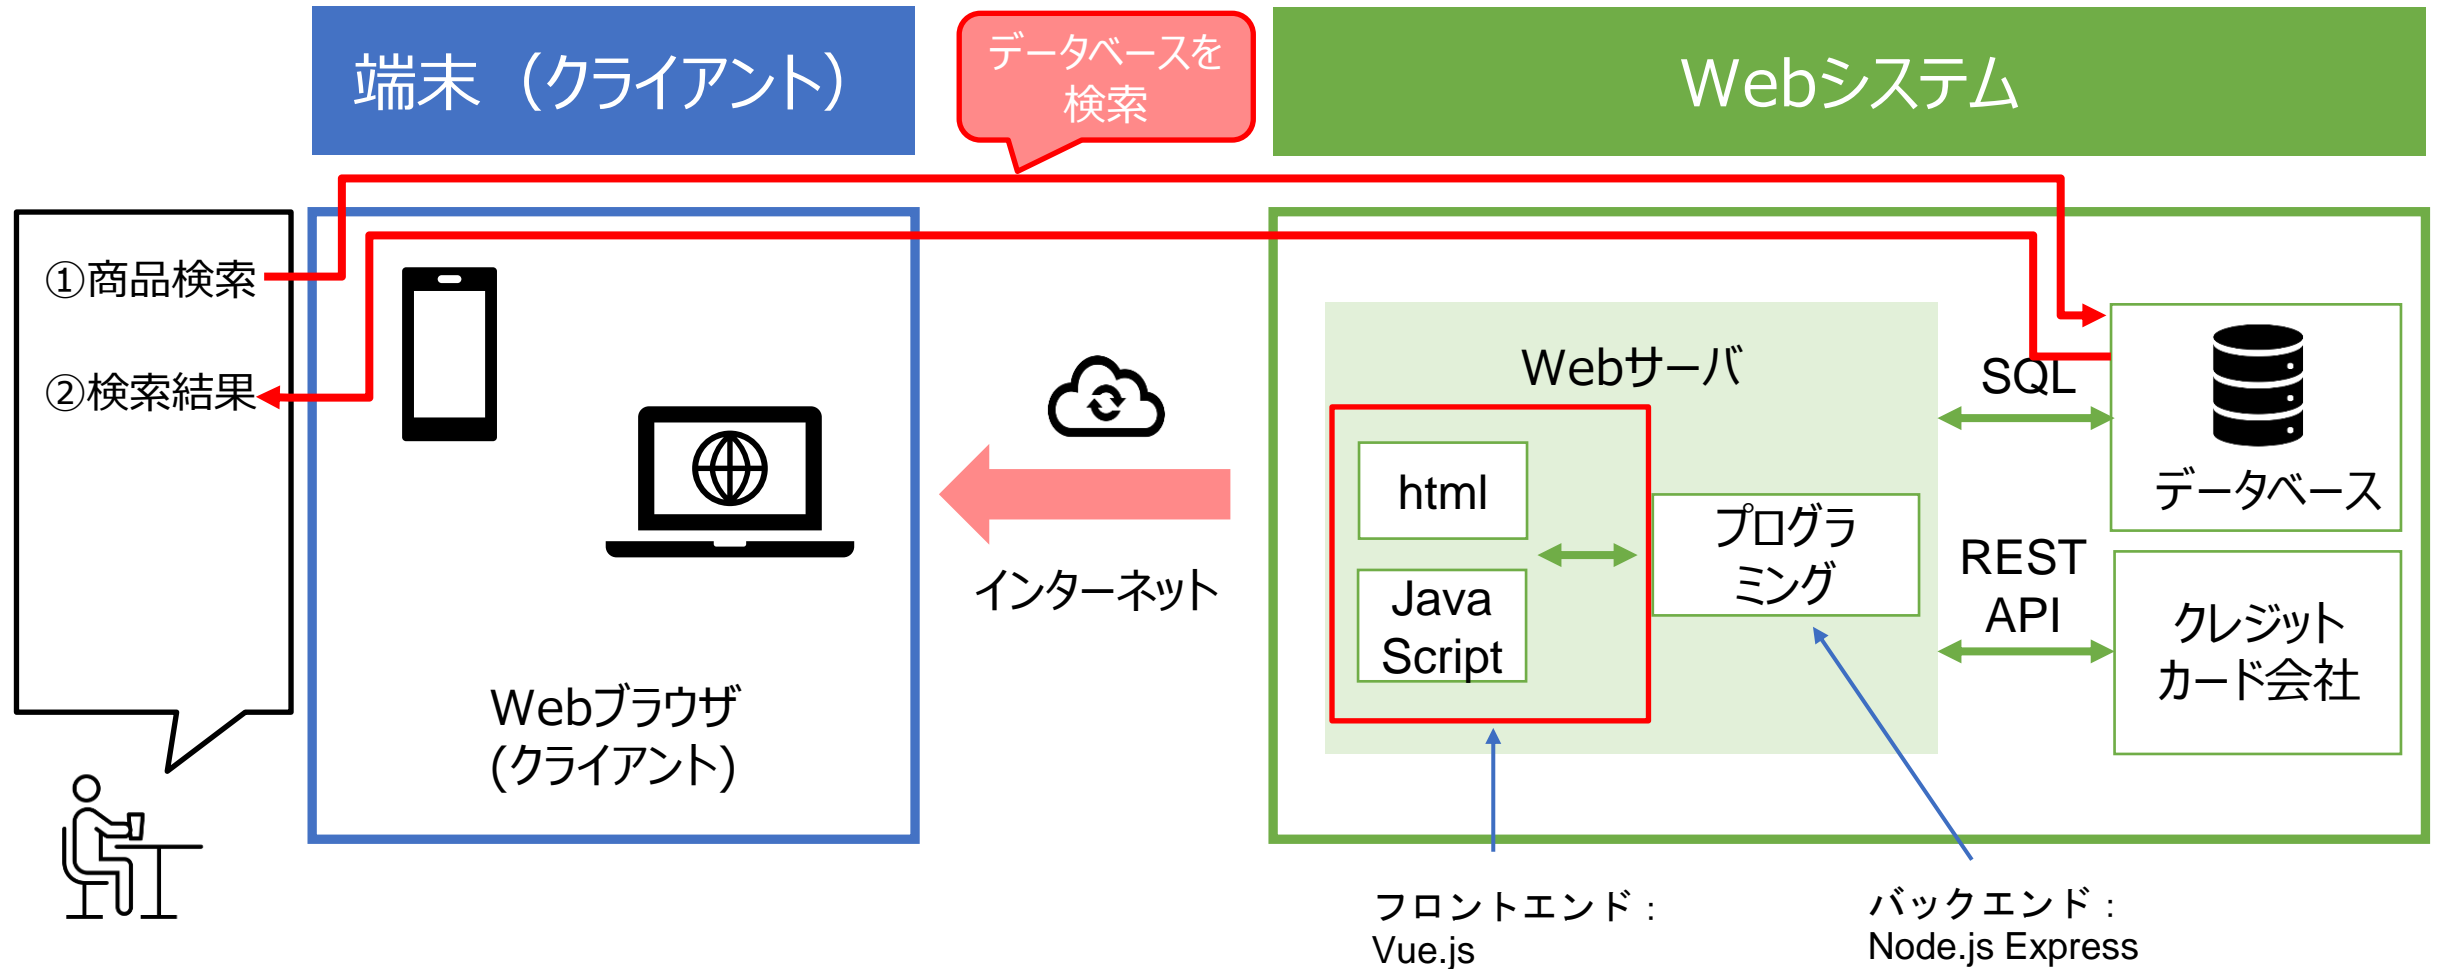 端末（クライアント）
データベースを
検索
Webシステム
①商品検索
②検索結果
Webブラウザ
(クライアント)
インターネット
Webサーバ
html
Java
Script
プログラ
ミング
SQL
REST
API
データベース
クレジット
カード会社
フロントエンド：
Vue.js
バックエンド：
Node.js Express